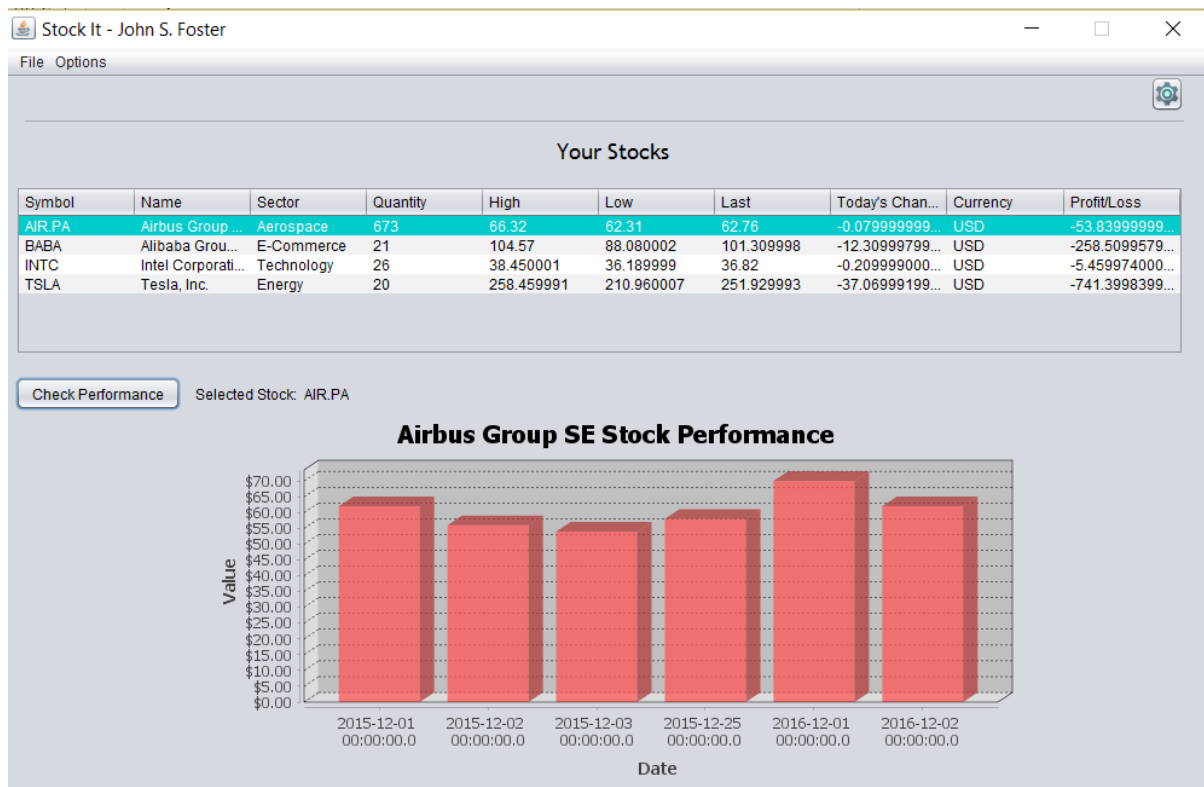 Stock It - John S. Foster
File Options
Your Stocks
Symbol Name Sector Quantity High Low Last Today's Chan... Currency Profit/Loss
AIR.PA Airbus Group ... Aerospace 673 66.32 62.31 62.76 -0.079999999... USD -53.83999999...
BABA Alibaba Grou... E-Commerce 21 104.57 88.080002 101.309998 -12.30999799... USD -258.5099579...
INTC Intel Corporati... Technology 26 38.450001 36.189999 36.82 -0.209999000... USD -5.459974000...
TSLA Tesla, Inc. Energy 20 258.459991 210.960007 251.929993 -37.06999199... USD -741.3998399...
Check Performance Selected Stock: AIR.PA
Airbus Group SE Stock Performance
$70.00
$65.00
$60.00
$55.00
$50.00
$45.00
$40.00
$35.00
$30.00
$25.00
$20.00
$15.00
$10.00
$5.00
$0.00
Value
2015-12-01 2015-12-02 2015-12-03 2015-12-25 2016-12-01 2016-12-02
00:00:00.0 00:00:00.0 00:00:00.0 00:00:00.0 00:00:00.0 00:00:00.0
Date